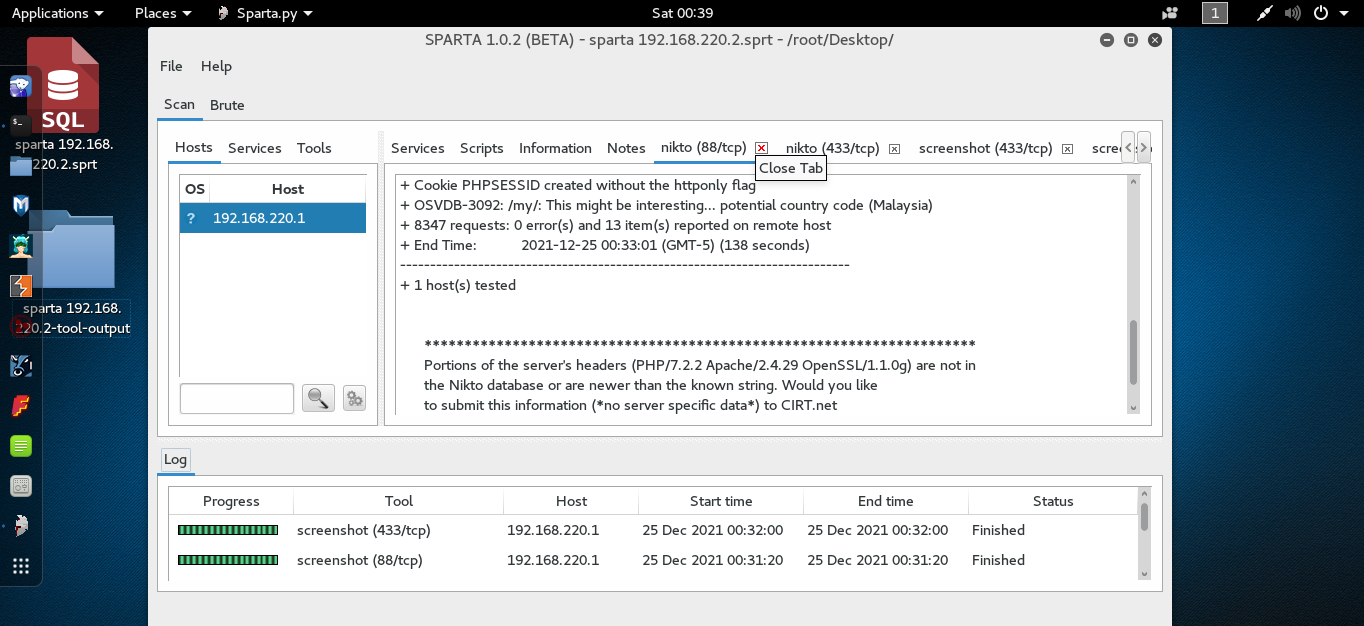 Applications Places Sparta.py Sat 00:39 1
SPARTA 1.0.2 (BETA) - sparta 192.168.220.2.sprt - /root/Desktop/
File Help
Scan Brute
SQL
sparta 192.168.
220.2.sprt
sparta 192.168.
220.2-tool-output
Hosts Services Tools
OS Host
? 192.168.220.1
Services Scripts Information Notes nikto (88/tcp) nikto (433/tcp) screenshot (433/tcp)
Close Tab
+ Cookie PHPSESSID created without the httponly flag
+ OSVDB-3092: /my/: This might be interesting... potential country code (Malaysia)
+ 8347 requests: 0 error(s) and 13 item(s) reported on remote host
+ End Time: 2021-12-25 00:33:01 (GMT-5) (138 seconds)
---------------------------------------------------------------------------
+ 1 host(s) tested
*********************************************************************
Portions of the server's headers (PHP/7.2.2 Apache/2.4.29 OpenSSL/1.1.0g) are not in
the Nikto database or are newer than the known string. Would you like
to submit this information (*no server specific data*) to CIRT.net
Log
Progress Tool Host Start time End time Status
screenshot (433/tcp) 192.168.220.1 25 Dec 2021 00:32:00 25 Dec 2021 00:32:00 Finished
screenshot (88/tcp) 192.168.220.1 25 Dec 2021 00:31:20 25 Dec 2021 00:31:20 Finished